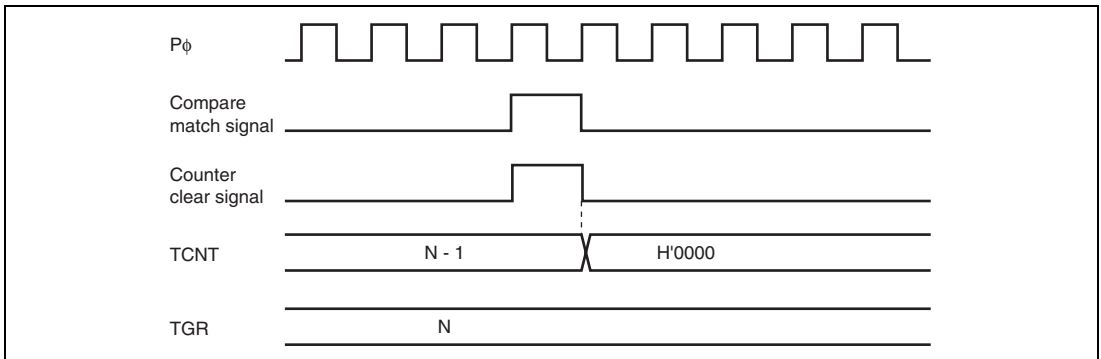 Pϕ
Compare
match signal
Counter
clear signal
TCNT
N - 1
H'0000
TGR
N